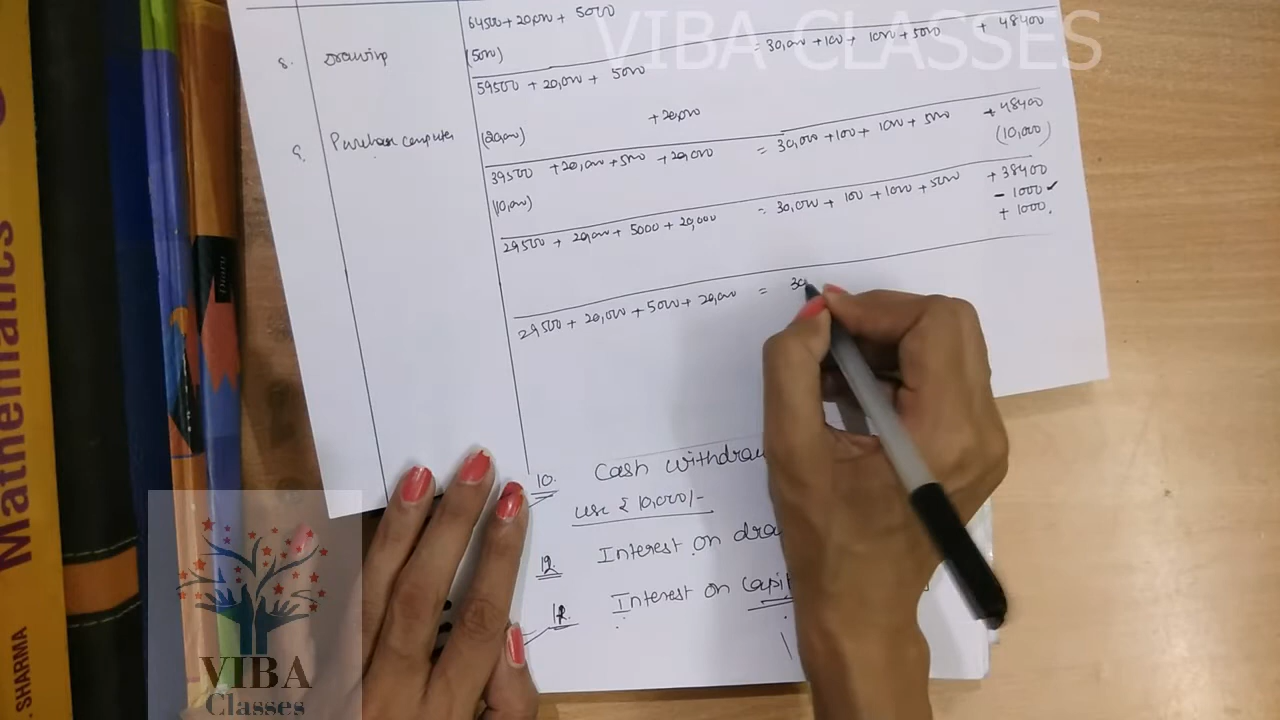 VIBA CLASSES
64500 + 20,000 + 5000
8. Drawing (5000) = 30,000 + 100 + 1000 + 5000 + 48400
59500 + 20,000 + 5000
9. Purchase computer (20,000) + 20,000
39500 + 20,000 + 5000 + 20,000 = 30,000 + 100 + 1000 + 5000 + 48400
(10,000) (10,000)
29500 + 20,000 + 5000 + 20,000 = 30,000 + 100 + 1000 + 5000 + 38400
- 1000 ✓
+ 1000.
29500 + 20,000 + 5000 + 20,000 = 30
10. Cash withdraw
use ₹ 10,000/-
Interest on dra
Interest on capi
Mathematics
SHARMA
Diary
VIBA
Classes